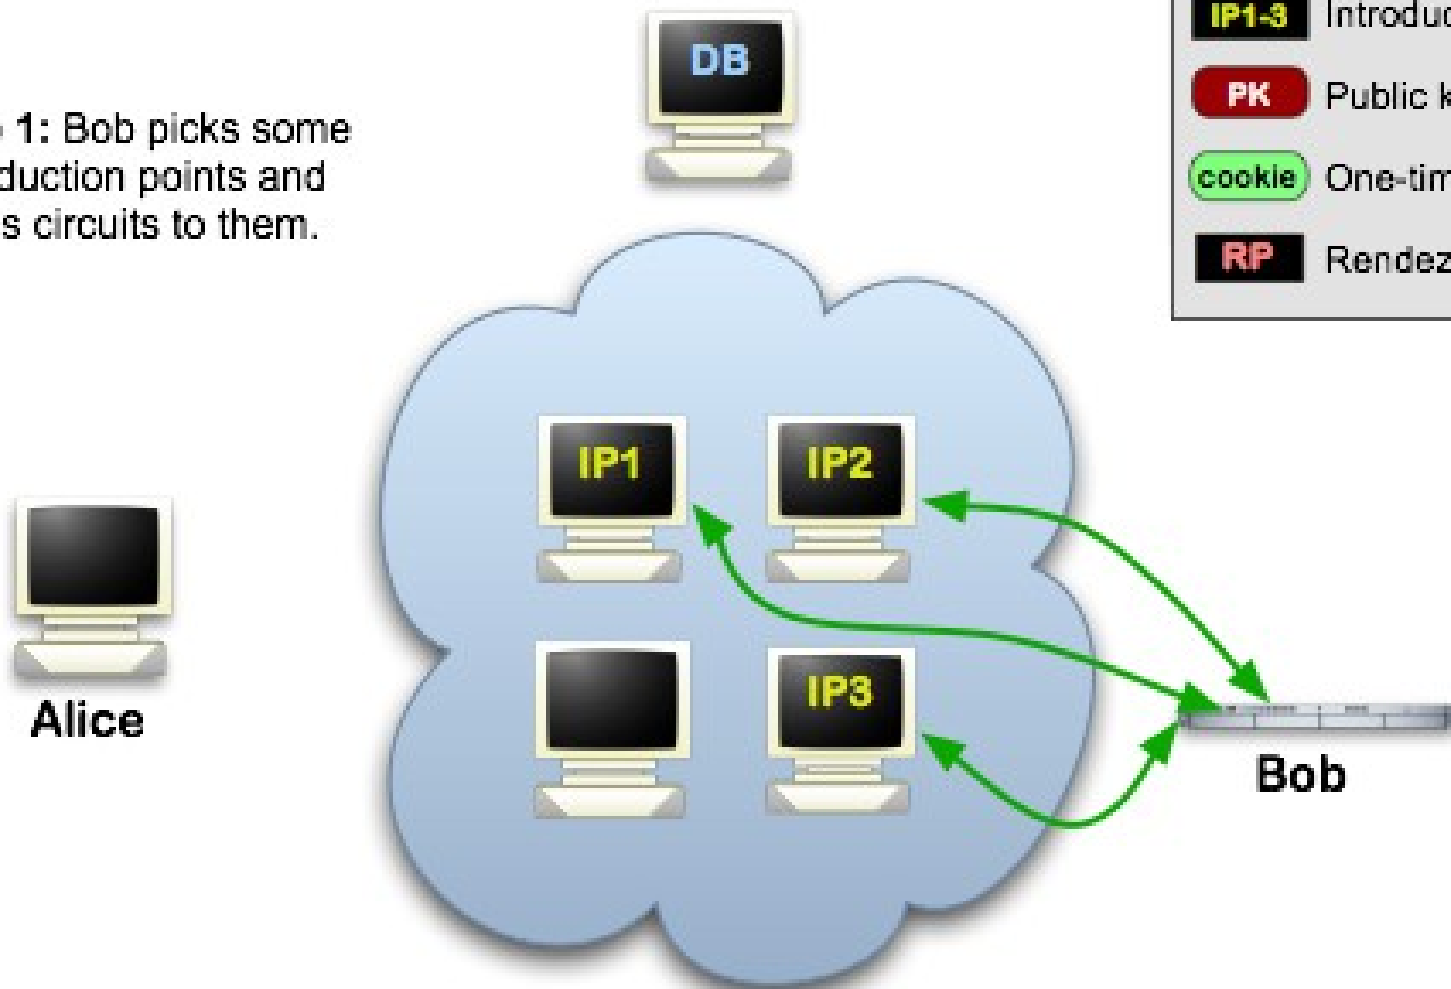 1: Bob picks some
duction points and
s circuits to them.
DB
IP1-3 Introduc
PK Public k
cookie One-tim
RP Rendez
IP1
IP2
IP3
Alice
Bob